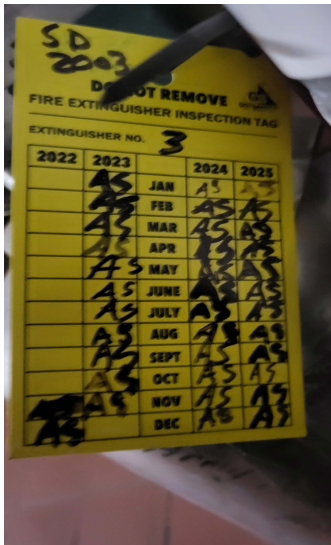 SD
2003
DO NOT REMOVE
FIRE EXTINGUISHER INSPECTION TAG
EXTINGUISHER NO. 3
2022 2023 2024 2025
AS JAN AS AS
AS FEB AS AS
AS MAR AS AS
AS APR AS AS
AS MAY AS AS
AS JUNE AS AS
AS JULY AS AS
AS AUG AS AS
AS SEPT AS AS
AS OCT AS AS
AS AS NOV AS AS
AS DEC AS AS